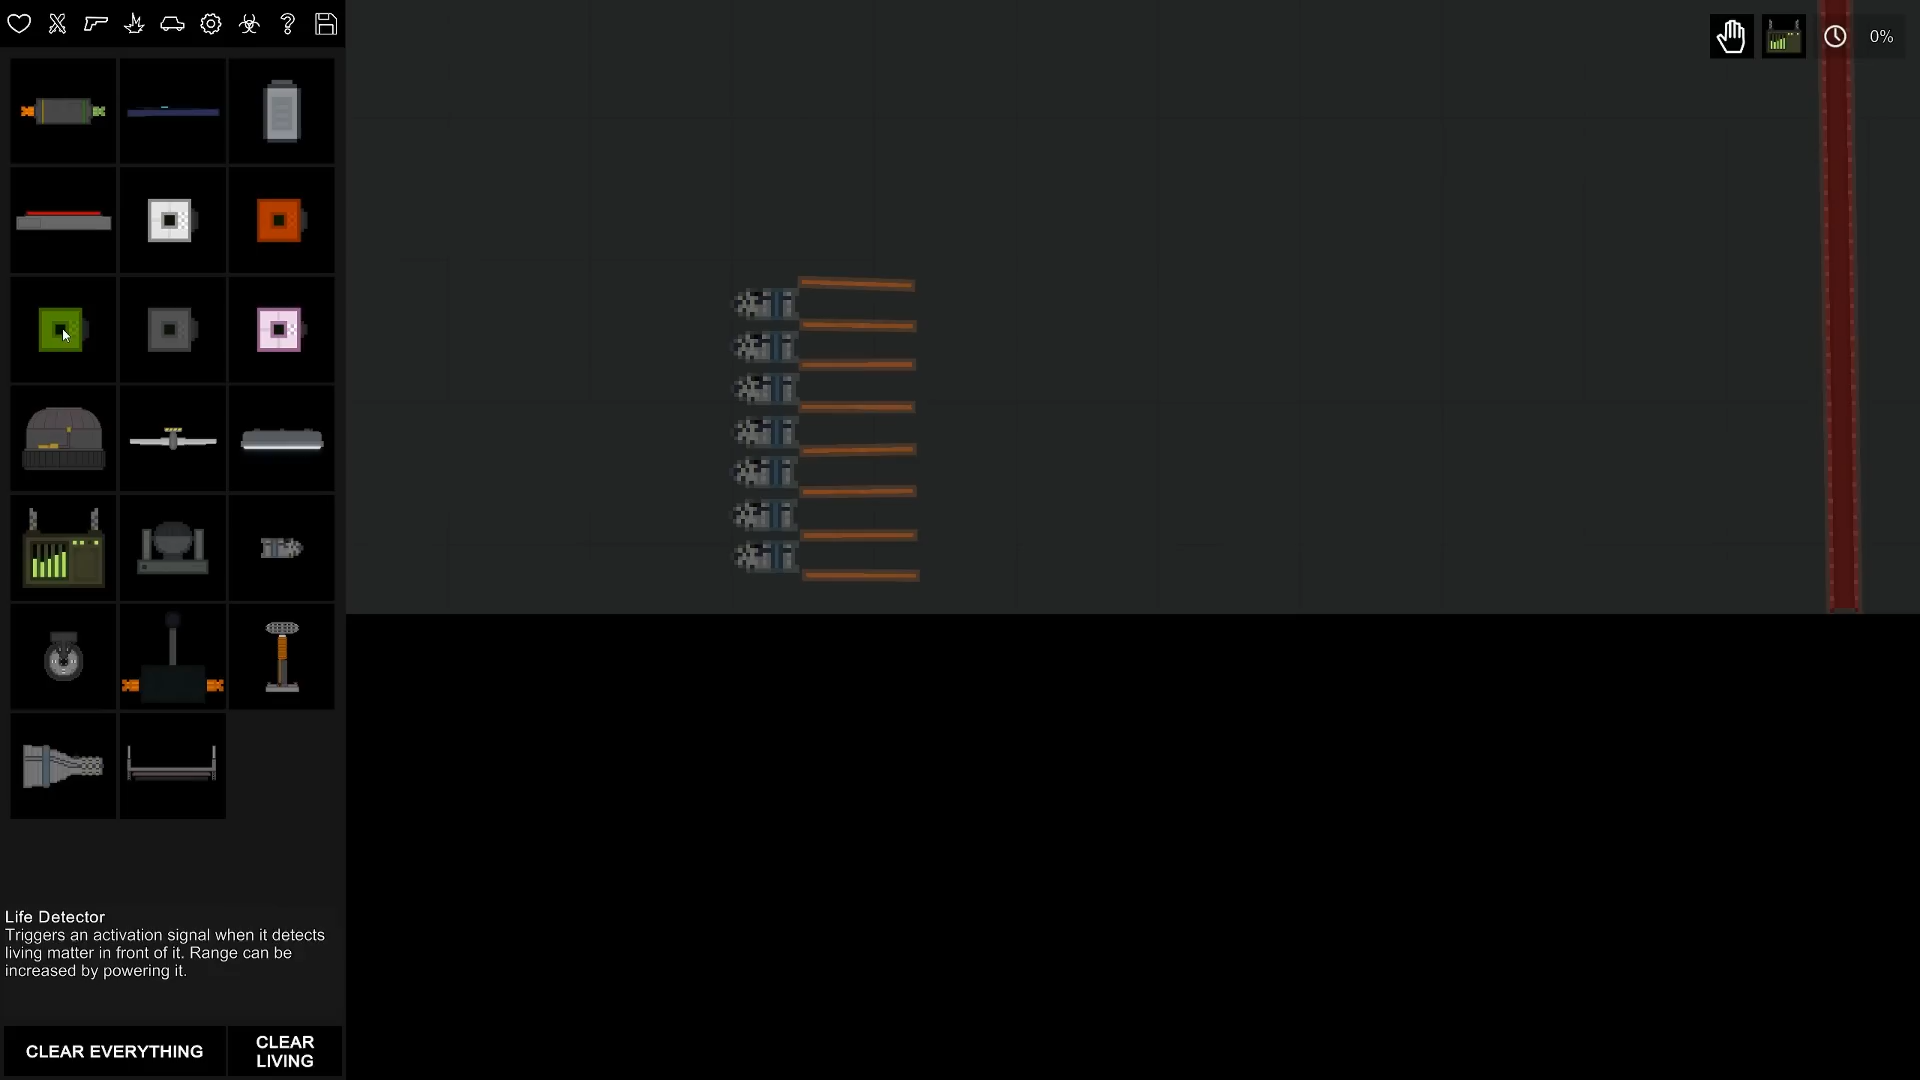 0%
Life Detector
Triggers an activation signal when it detects
living matter in front of it. Range can be
increased by powering it.
CLEAR EVERYTHING
CLEAR
LIVING